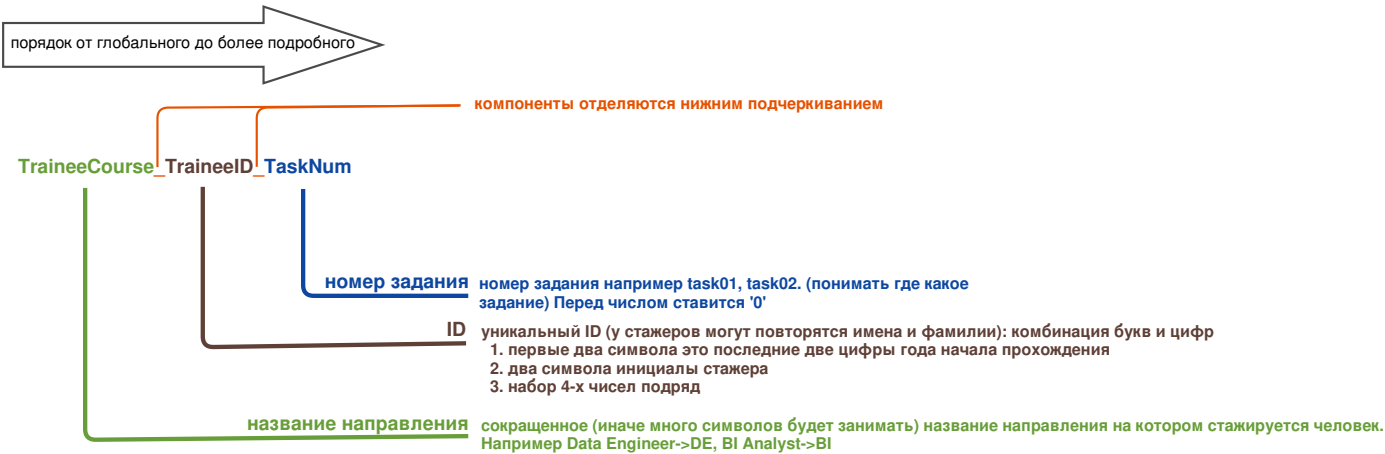 порядок от глобального до более подробного
компоненты отделяются нижним подчеркиванием
TraineeCourse_TraineeID_TaskNum
номер задания номер задания например task01, task02. (понимать где какое
задание) Перед числом ставится '0'
ID уникальный ID (у стажеров могут повторятся имена и фамилии): комбинация букв и цифр
1. первые два символа это последние две цифры года начала прохождения
2. два символа инициалы стажера
3. набор 4-х чисел подряд
название направления сокращенное (иначе много символов будет занимать) название направления на котором стажируется человек.
Например Data Engineer->DE, BI Analyst->BI